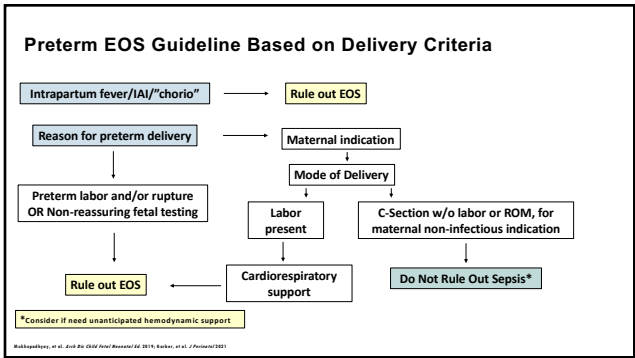 Preterm EOS Guideline Based on Delivery Criteria
Intrapartum fever/IAI/”chorio”
Rule out EOS
Reason for preterm delivery
Maternal indication
Mode of Delivery
Preterm labor and/or rupture
OR Non-reassuring fetal testing
Labor
present
C-Section w/o labor or ROM, for
maternal non-infectious indication
Rule out EOS
Cardiorespiratory
support
Do Not Rule Out Sepsis*
*Consider if need unanticipated hemodynamic support
Mukhopadhyay, et al. Arch Dis Child Fetal Neonatal Ed. 2019; Garber, et al. J Perinatol 2021